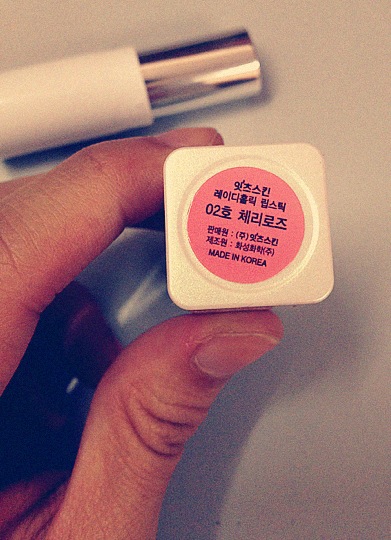 잇츠스킨
레이디홀릭 립스틱
02호 체리로즈
판매원 : (주)잇츠스킨
제조원 : 화성화학(주)
MADE IN KOREA